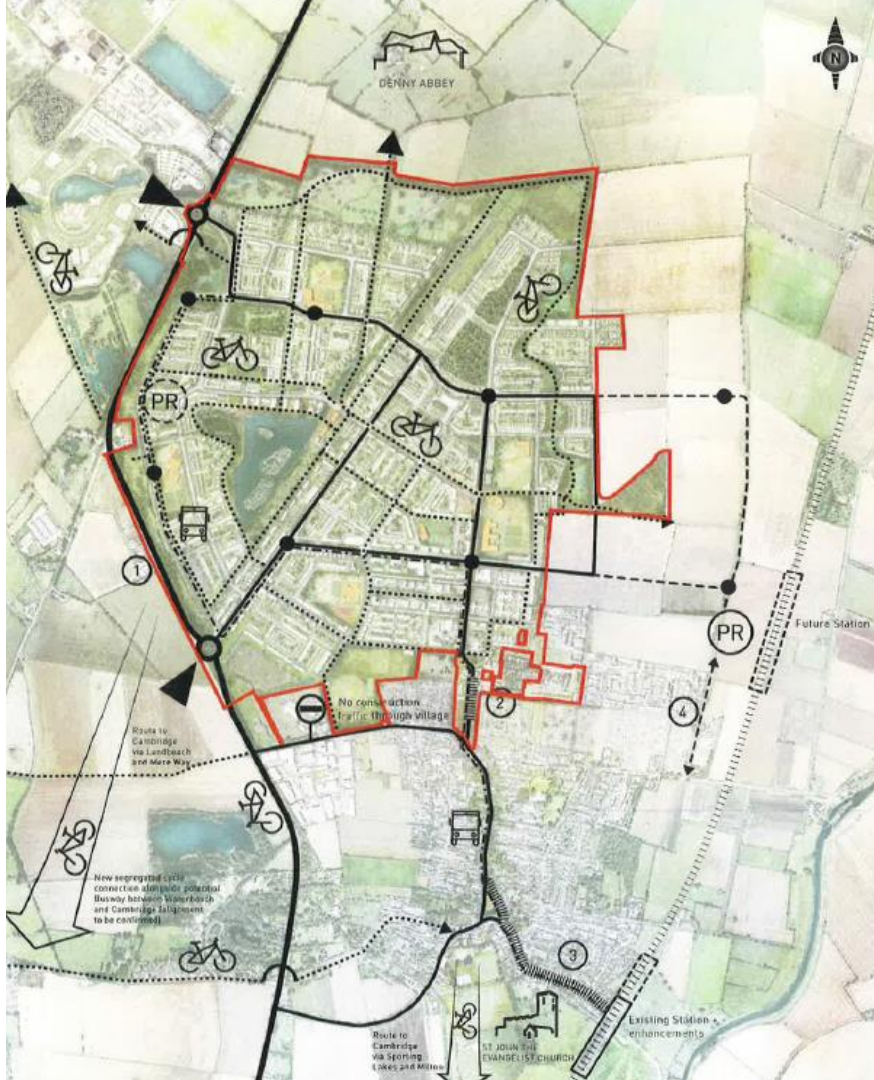 DENNY ABBEY
N
PR
1
Future Station
PR
2
4
No construction
traffic through village
Route to
Cambridge
via Landbeach
and Mere Way
New segregated cycle
connection alongside potential
Busway between Waterbeach
and Cambridge (alignment
to be confirmed)
3
Existing Station +
enhancements
Route to
Cambridge
via Sporting
Lakes and Milton
ST JOHN THE
EVANGELIST CHURCH